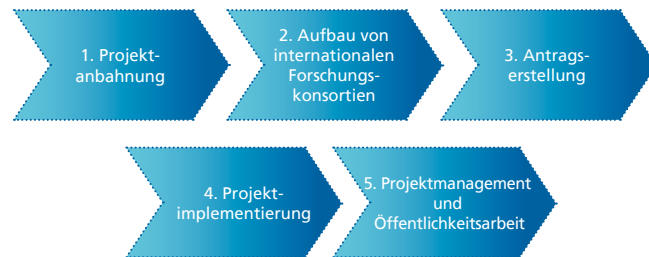 1. Projekt-
anbahnung
2. Aufbau von
internationalen
Forschungs-
konsortien
3. Antrags-
erstellung
4. Projekt-
implementierung
5. Projektmanagement
und
Öffentlichkeitsarbeit